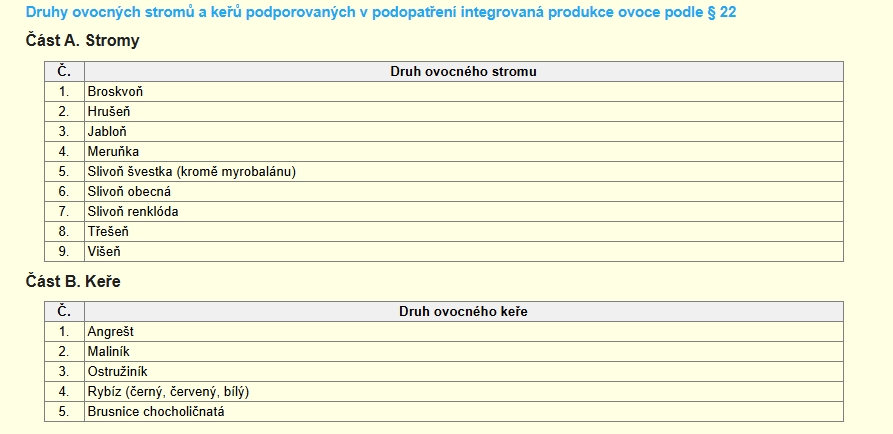 Druhy ovocných stromů a keřů podporovaných v podopatření integrovaná produkce ovoce podle § 22
Část A. Stromy
Č. Druh ovocného stromu
1. Broskvoň
2. Hrušeň
3. Jabloň
4. Meruňka
5. Slivoň švestka (kromě myrobalánu)
6. Slivoň obecná
7. Slivoň renklóda
8. Třešeň
9. Višeň
Část B. Keře
Č. Druh ovocného keře
1. Angrešt
2. Maliník
3. Ostružiník
4. Rybíz (černý, červený, bílý)
5. Brusnice chocholičnatá